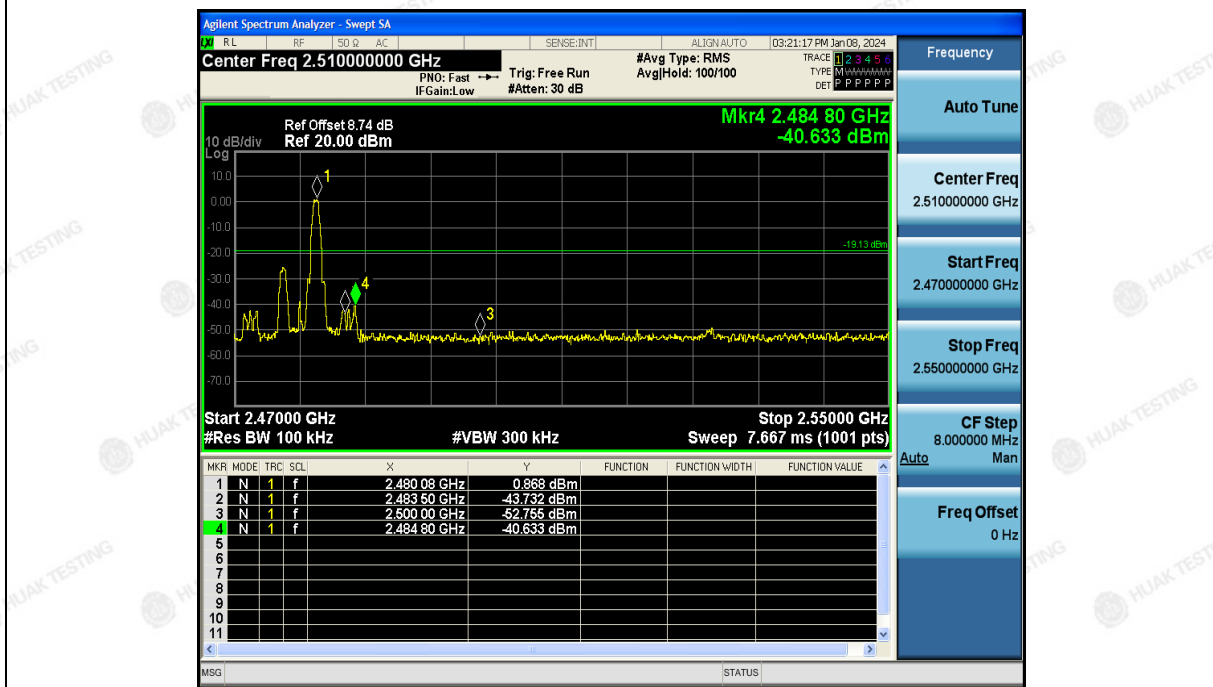 Agilent Spectrum Analyzer - Swept SA
LXI RL RF 50 Ω AC SENSE:INT ALIGN AUTO 03:21:17 PM Jan 08, 2024
Center Freq 2.510000000 GHz
#Avg Type: RMS
TRACE 1 2 3 4 5 6
PNO: Fast Trig: Free Run Avg|Hold: 100/100
TYPE M W W W W W
IFGain:Low #Atten: 30 dB
DET P P P P P P
Mkr4 2.484 80 GHz
-40.633 dBm
Ref Offset 8.74 dB
10 dB/div Ref 20.00 dBm
Log
10.0
0.00
-10.0
-20.0
-30.0
-40.0
-50.0
-60.0
-70.0
1
-19.13 dBm
4
3
Start 2.47000 GHz Stop 2.55000 GHz
#Res BW 100 kHz #VBW 300 kHz Sweep 7.667 ms (1001 pts)
MKR MODE TRC SCL X Y FUNCTION FUNCTION WIDTH FUNCTION VALUE
1 N 1 f 2.480 08 GHz 0.868 dBm
2 N 1 f 2.483 50 GHz -43.732 dBm
3 N 1 f 2.500 00 GHz -52.755 dBm
4 N 1 f 2.484 80 GHz -40.633 dBm
5
6
7
8
9
10
11
MSG STATUS
Frequency
Auto Tune
Center Freq
2.510000000 GHz
Start Freq
2.470000000 GHz
Stop Freq
2.550000000 GHz
CF Step
8.000000 MHz
Auto Man
Freq Offset
0 Hz
HUAK TESTING